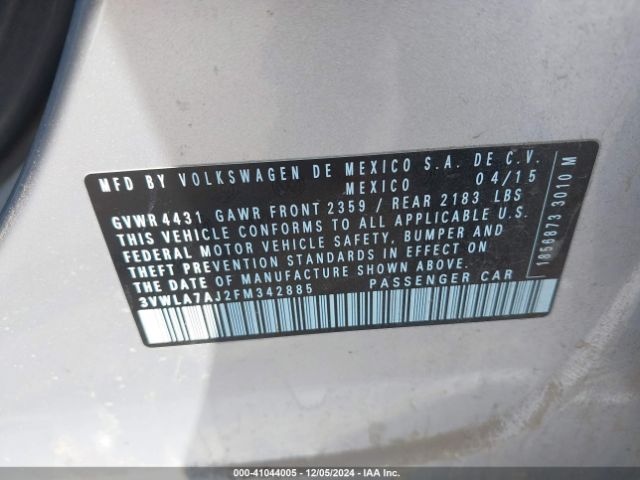 MFD BY VOLKSWAGEN DE MEXICO S.A. DE C.V.
MEXICO 04/15
GVWR4431 GAWR FRONT 2359 / REAR 2183 LBS
THIS VEHICLE CONFORMS TO ALL APPLICABLE U.S.
FEDERAL MOTOR VEHICLE SAFETY, BUMPER AND
THEFT PREVENTION STANDARDS IN EFFECT ON
THE DATE OF MANUFACTURE SHOWN ABOVE.
3VWLA7AJ2FM342885 PASSENGER CAR
1856873 3010 M
000-41044005 - 12/05/2024 - IAA Inc.